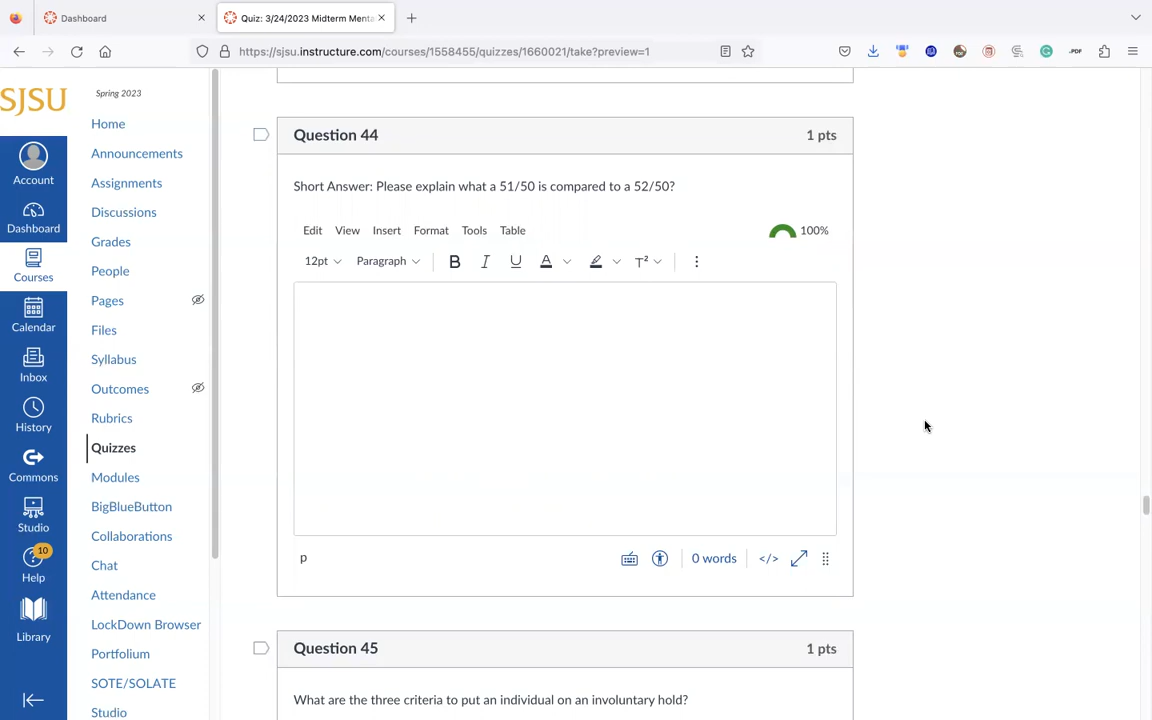 Dashboard
Quiz: 3/24/2023 Midterm Menta
https://sjsu.instructure.com/courses/1558455/quizzes/1660021/take?preview=1
.PDF
SJSU
Account
Dashboard
Courses
Calendar
Inbox
History
Commons
Studio
10
Help
Library
Spring 2023
Home
Announcements
Assignments
Discussions
Grades
People
Pages
Files
Syllabus
Outcomes
Rubrics
Quizzes
Modules
BigBlueButton
Collaborations
Chat
Attendance
LockDown Browser
Portfolium
SOTE/SOLATE
Studio
Question 44 1 pts
Short Answer: Please explain what a 51/50 is compared to a 52/50?
Edit View Insert Format Tools Table 100%
12pt Paragraph B I U A T²
p 0 words </>
Question 45 1 pts
What are the three criteria to put an individual on an involuntary hold?